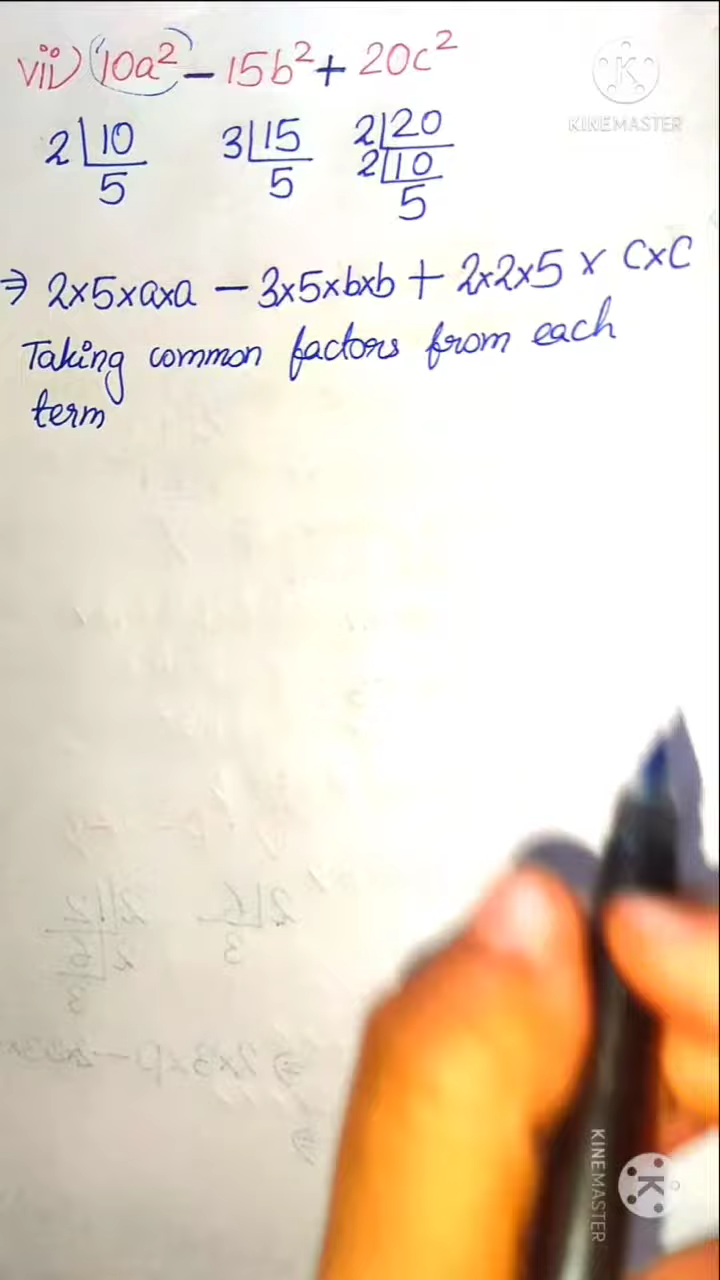 vii) (10a²) − 15b² + 20c²
KINEMASTER
2 10 3 15 2 20
5 5 2 10
5
⇒ 2×5×a×a − 3×5×b×b + 2×2×5 × c×c
Taking common factors from each
term
KINEMASTER